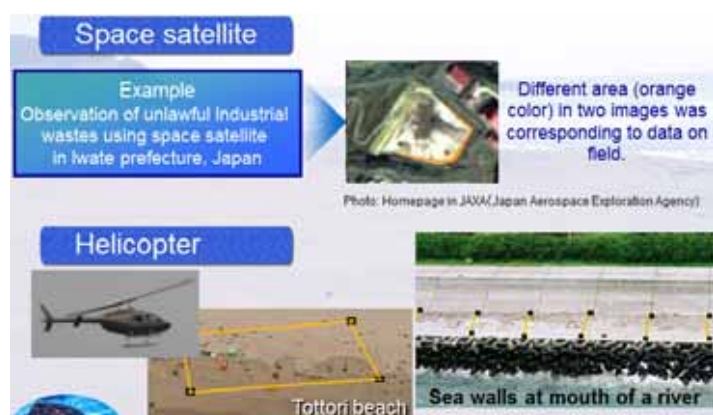 Space satellite
Example
Observation of unlawful Industrial
wastes using space satellite
in Iwate prefecture, Japan
Different area (orange
color) in two images was
corresponding to data on
field.
Photo: Homepage in JAXA(Japan Aerospace Exploration Agency)
Helicopter
Tottori beach
Sea walls at mouth of a river